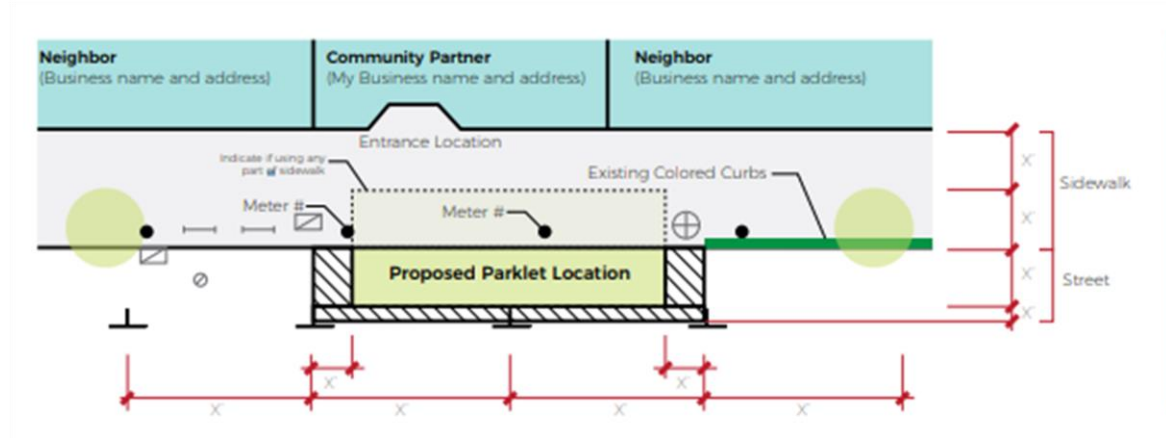 Neighbor
(Business name and address)
Community Partner
(My Business name and address)
Neighbor
(Business name and address)
Entrance Location
Indicate if using any
part of sidewalk
Existing Colored Curbs
Meter #
Meter #
Proposed Parklet Location
X'
X'
Sidewalk
X'
X'
Street
X'
X'
X'
X'
X'
X'